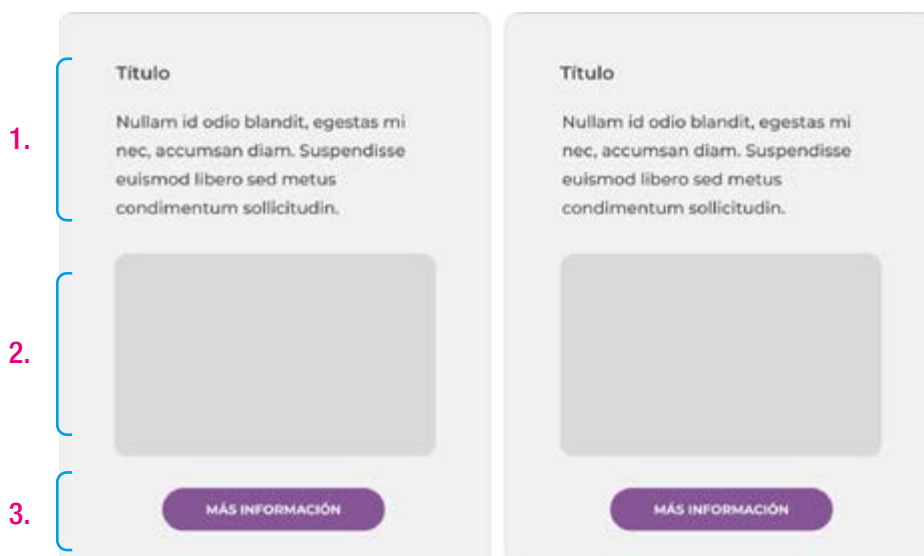 1.
Título
Nullam id odio blandit, egestas mi
nec, accumsan diam. Suspendisse
euismod libero sed metus
condimentum sollicitudin.
2.
3.
MÁS INFORMACIÓN
Título
Nullam id odio blandit, egestas mi
nec, accumsan diam. Suspendisse
euismod libero sed metus
condimentum sollicitudin.
MÁS INFORMACIÓN